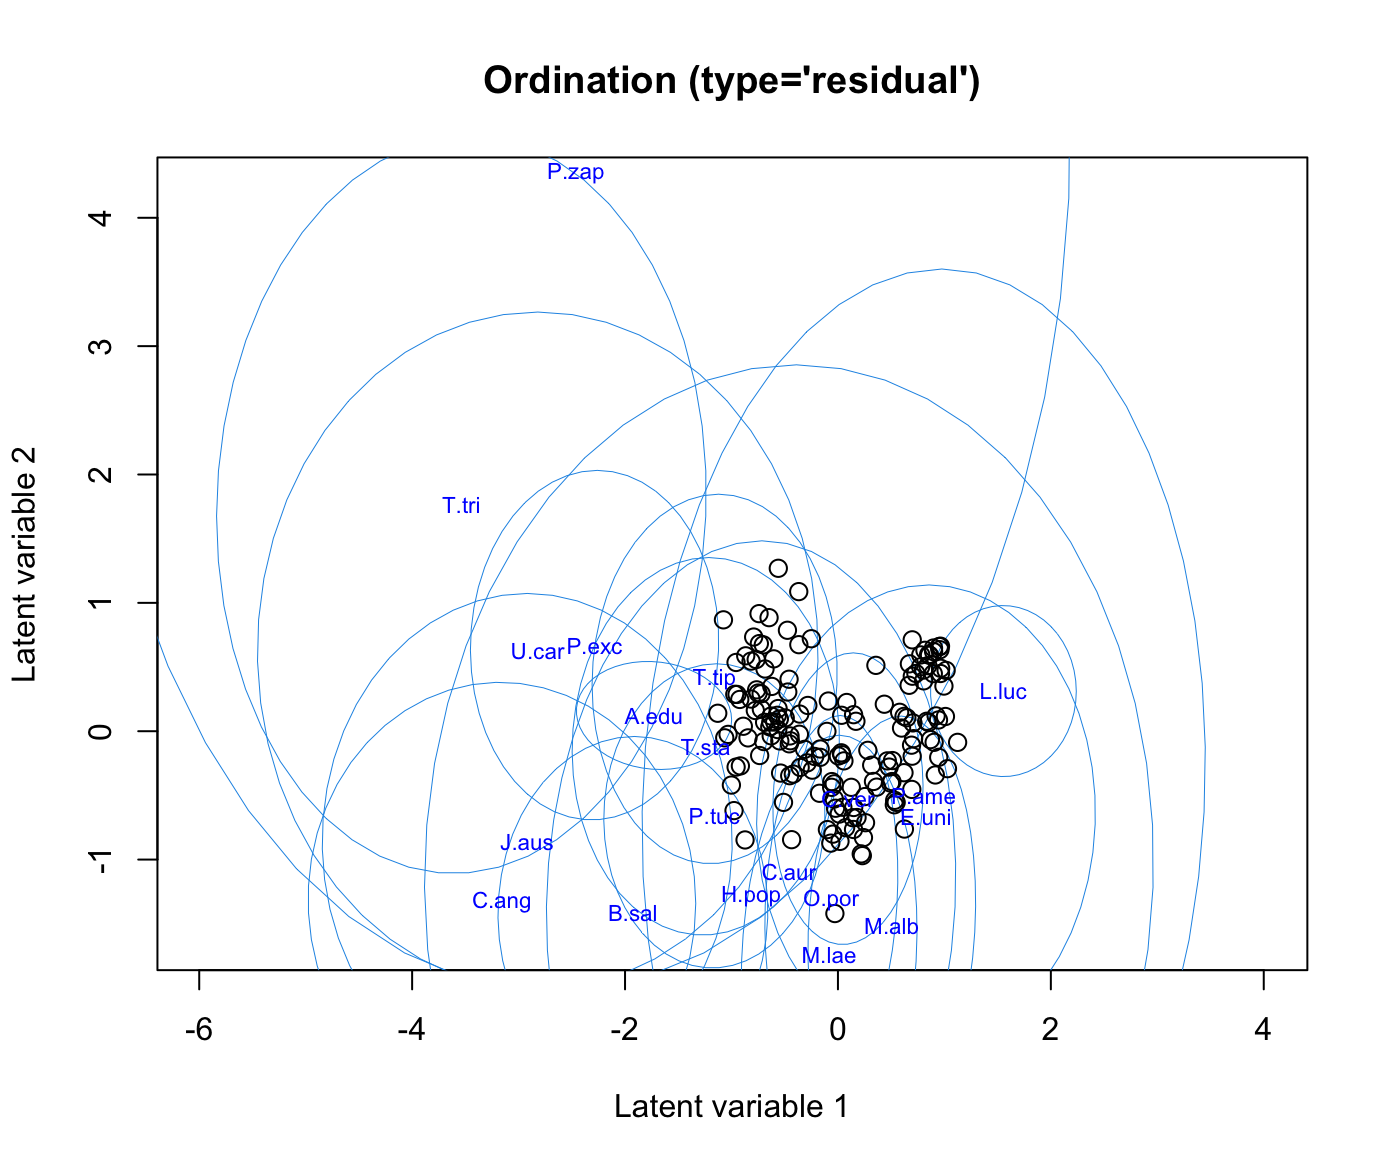 Ordination (type='residual')
Latent variable 2
4
3
2
1
0
-1
P.zap
T.tri
U.car
P.exc
T.tip
L.luc
A.edu
T.sta
P.tuc
E.uni
J.aus
C.aur
H.pop
O.por
C.ang
B.sal
M.alb
M.lae
-6
-4
-2
0
2
4
Latent variable 1